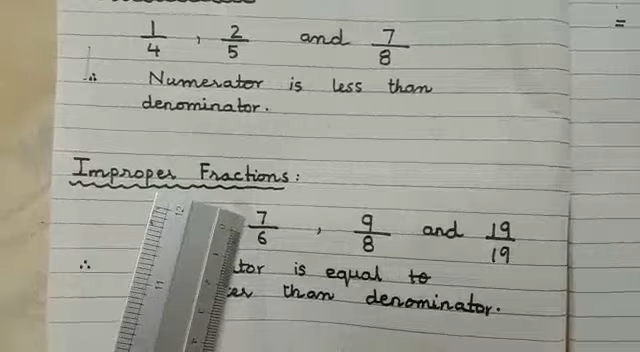 1/4 , 2/5 and 7/8
∴ Numerator is less than
denominator.
Improper Fractions:
7/6 , 9/8 and 19/19
∴ is equal to
than denominator.
=